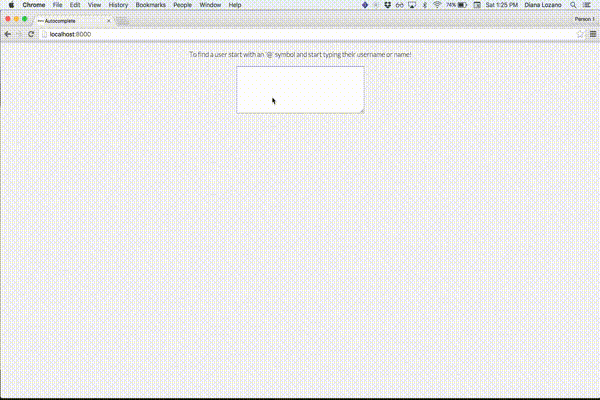 Chrome File Edit View History Bookmarks People Window Help 74% Sat 1:25 PM Diana Lozano
Autocomplete Person 1
localhost:8000
To find a user start with an '@' symbol and start typing their username or name!